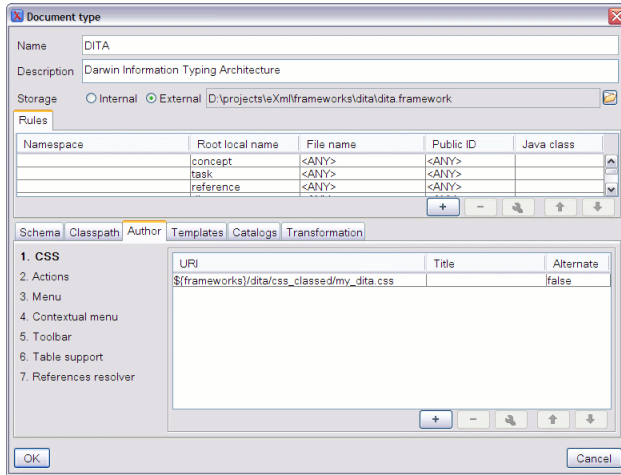 Document type
Name DITA
Description Darwin Information Typing Architecture
Storage Internal External D:\projects\eXml\frameworks\dita\dita.framework
Rules
Namespace Root local name File name Public ID Java class
concept <ANY> <ANY>
task <ANY> <ANY>
reference <ANY> <ANY>
Schema Classpath Author Templates Catalogs Transformation
1. CSS
2. Actions
3. Menu
4. Contextual menu
5. Toolbar
6. Table support
7. References resolver
URI Title Alternate
${frameworks}/dita/css_classed/my_dita.css false
OK Cancel